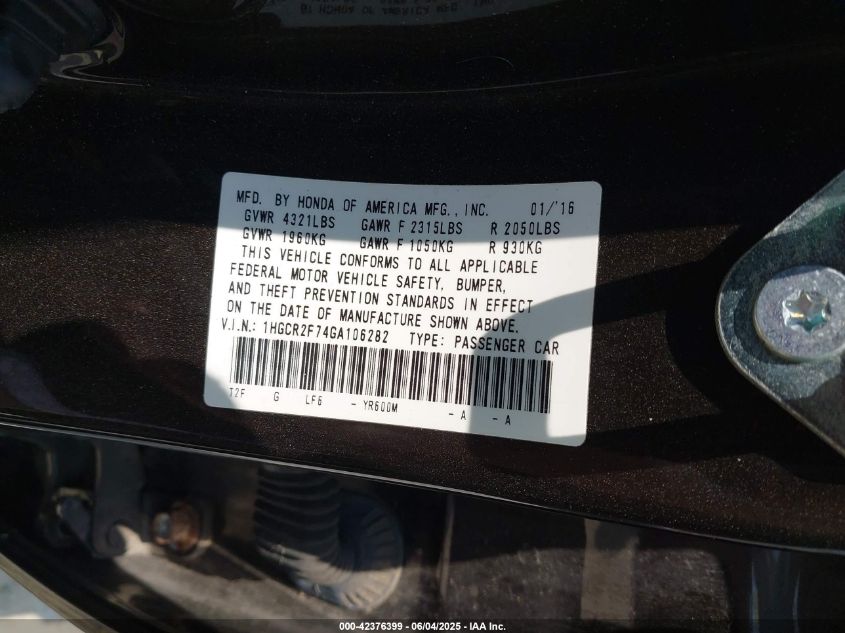 MFD. BY HONDA OF AMERICA MFG., INC. 01/'16
GVWR 4321LBS GAWR F 2315LBS R 2050LBS
GVWR 1960KG GAWR F 1050KG R 930KG
THIS VEHICLE CONFORMS TO ALL APPLICABLE
FEDERAL MOTOR VEHICLE SAFETY, BUMPER,
AND THEFT PREVENTION STANDARDS IN EFFECT
ON THE DATE OF MANUFACTURE SHOWN ABOVE.
V.I.N.: 1HGCR2F74GA106282 TYPE: PASSENGER CAR
T2F G LF6 - YR600M - A - A
000-42376399 | 06/04/2025 - IAA Inc.